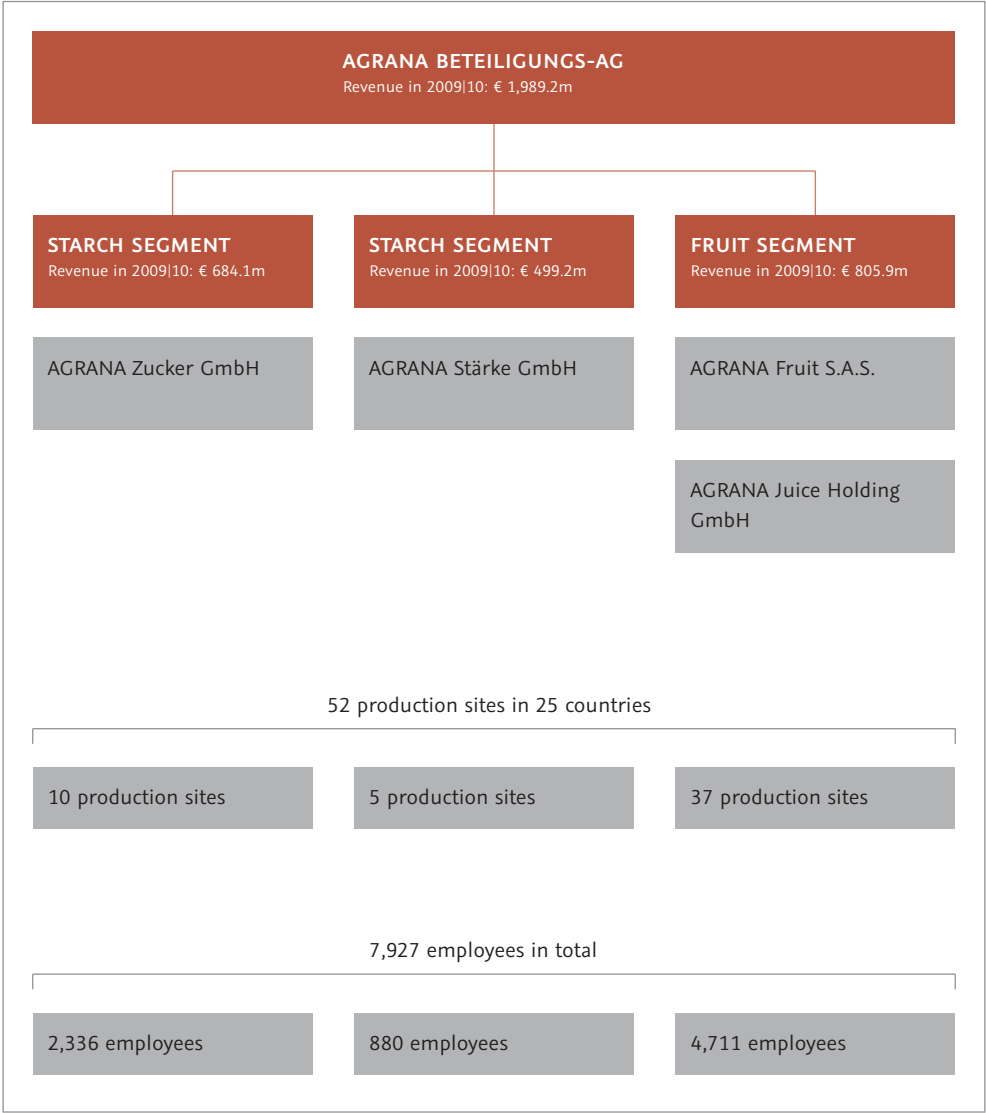 AGRANA BETEILIGUNGS-AG
Revenue in 2009|10: € 1,989.2m
STARCH SEGMENT
Revenue in 2009|10: € 684.1m
STARCH SEGMENT
Revenue in 2009|10: € 499.2m
FRUIT SEGMENT
Revenue in 2009|10: € 805.9m
AGRANA Zucker GmbH
AGRANA Stärke GmbH
AGRANA Fruit S.A.S.
AGRANA Juice Holding
GmbH
52 production sites in 25 countries
10 production sites
5 production sites
37 production sites
7,927 employees in total
2,336 employees
880 employees
4,711 employees